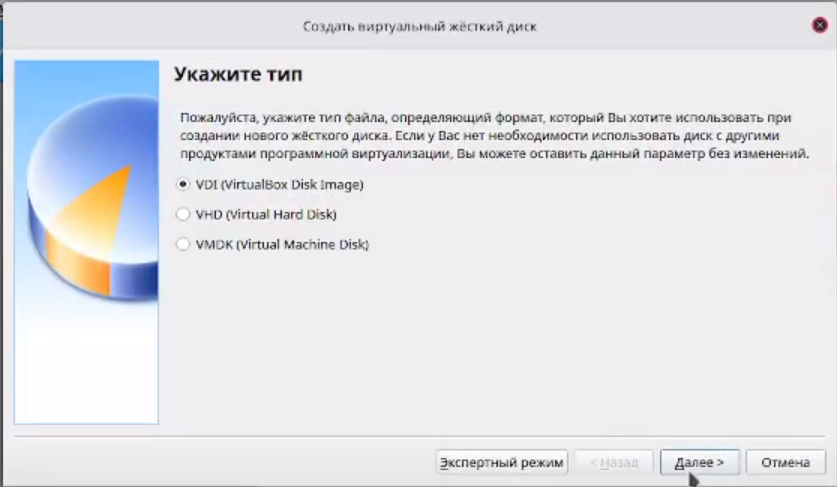 Создать виртуальный жёсткий диск
Укажите тип
Пожалуйста, укажите тип файла, определяющий формат, который Вы хотите использовать при
создании нового жёсткого диска. Если у Вас нет необходимости использовать диск с другими
продуктами программной виртуализации, Вы можете оставить данный параметр без изменений.
VDI (VirtualBox Disk Image)
VHD (Virtual Hard Disk)
VMDK (Virtual Machine Disk)
Экспертный режим < Назад Далее > Отмена